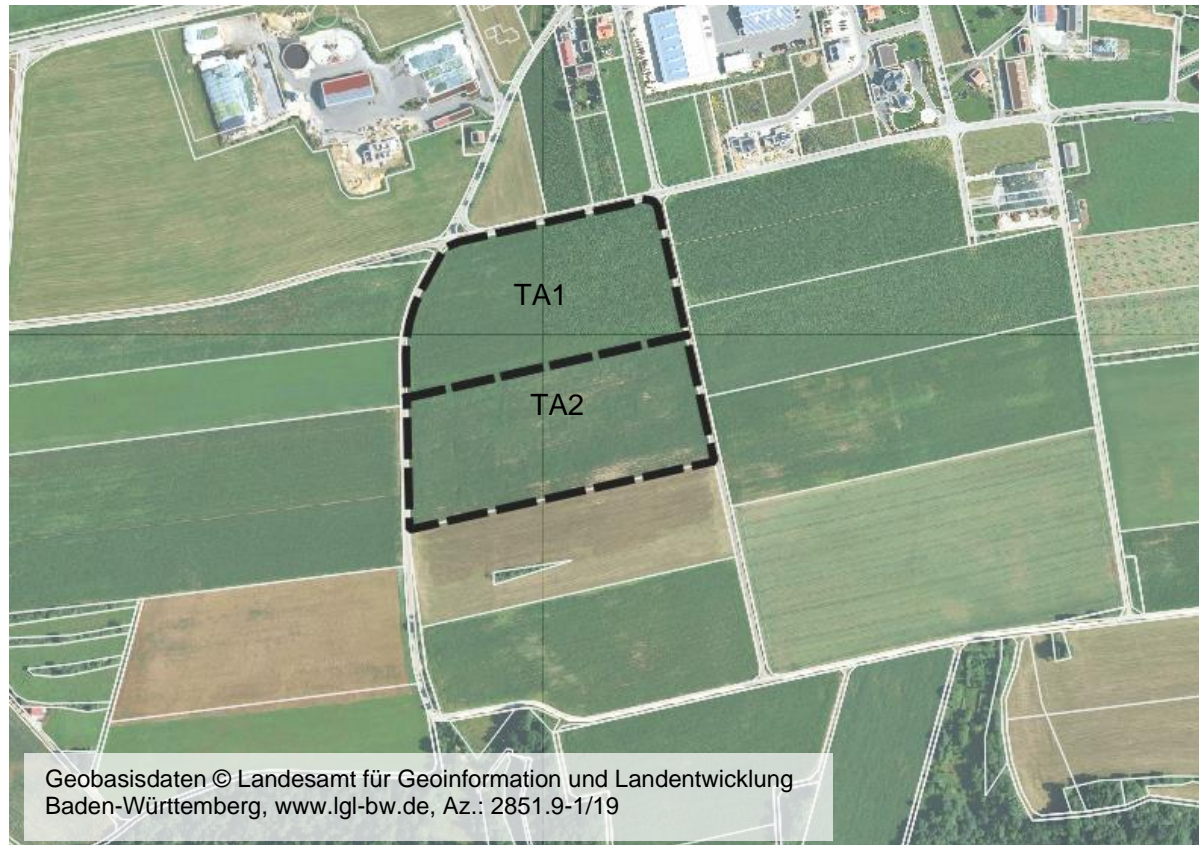 TA1
TA2
Geobasisdaten © Landesamt für Geoinformation und Landentwicklung
Baden-Württemberg, www.lgl-bw.de, Az.: 2851.9-1/19